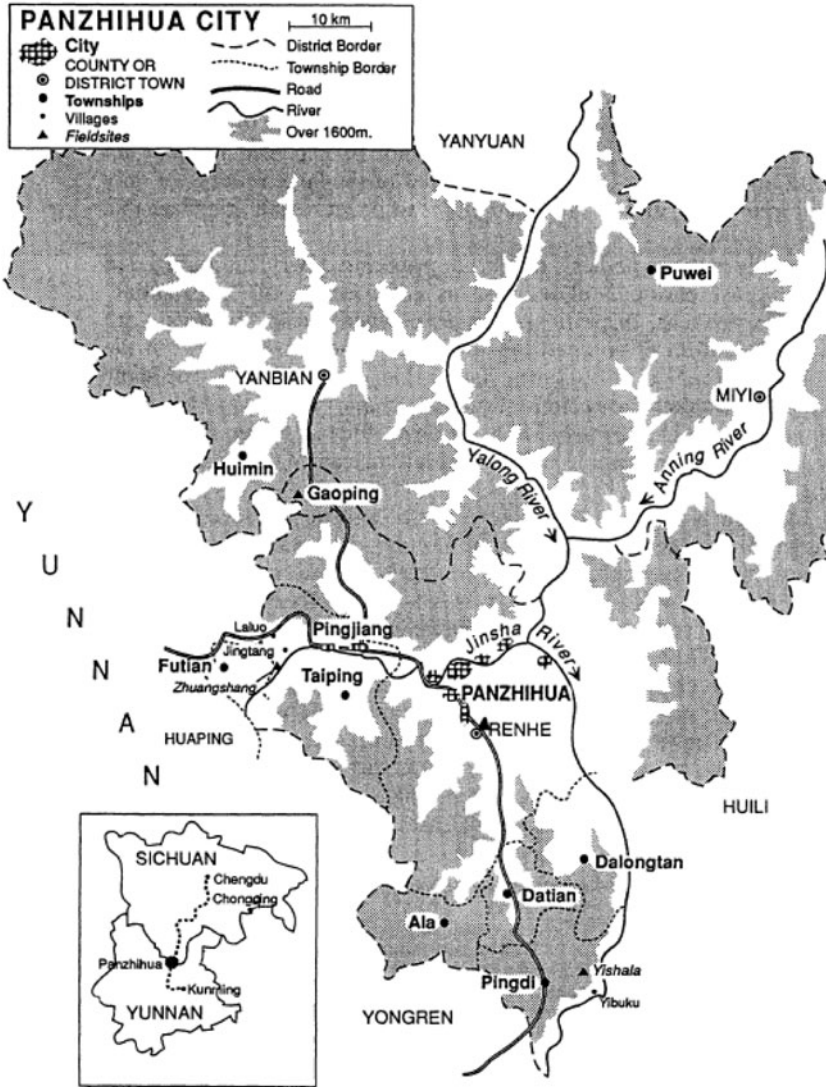 PANZHIHUA CITY
10 km
City
COUNTY OR
DISTRICT TOWN
Townships
Villages
Fieldsites
District Border
Township Border
Road
River
Over 1600m.
YANYUAN
Puwei
YANBIAN
MIYI
Huimin
Yalong River
Anning River
Gaoping
YUNNAN
Laluo
Pingjiang
Jinsha River
Jingtang
Futian
Zhuangshang
Taiping
PANZHIHUA
RENHE
HUAPING
HUILI
Dalongtan
Datian
Ala
Yishala
Pingdi
Yibuku
YONGREN
SICHUAN
Chengdu
Chongqing
Panzhihua
Kunming
YUNNAN